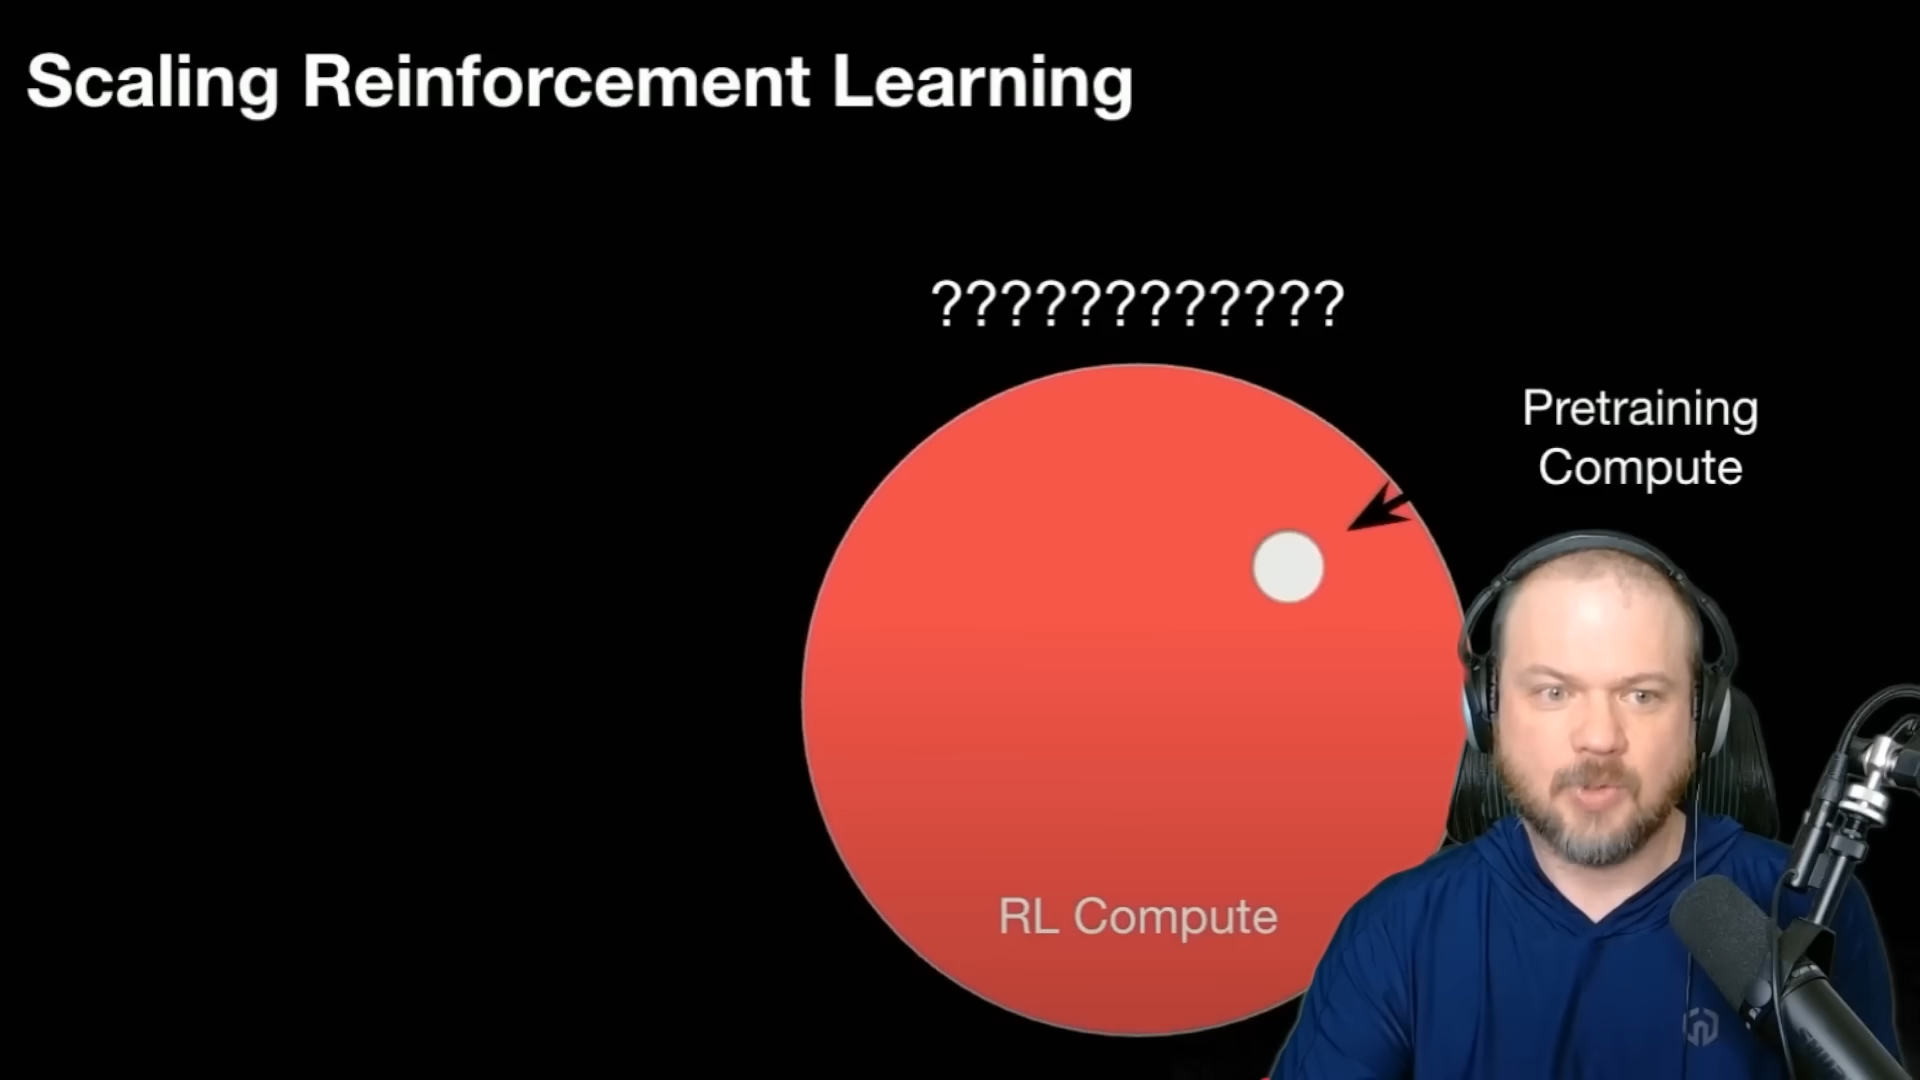 Scaling Reinforcement Learning
????????????
Pretraining
Compute
RL Compute